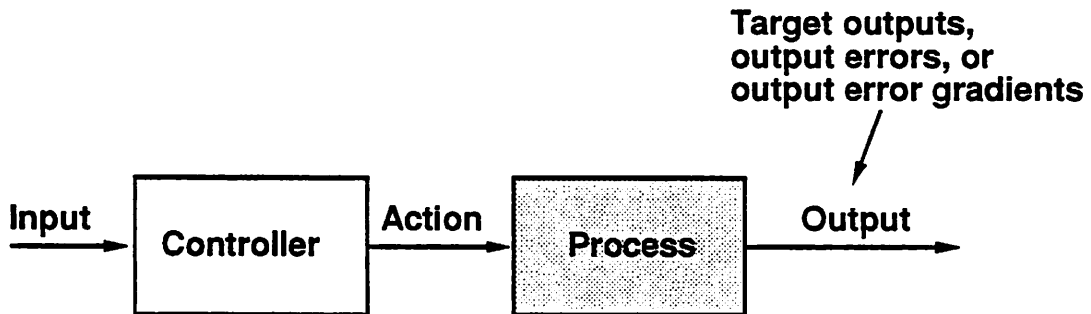 Target outputs,
output errors, or
output error gradients
Input
Controller
Action
Process
Output